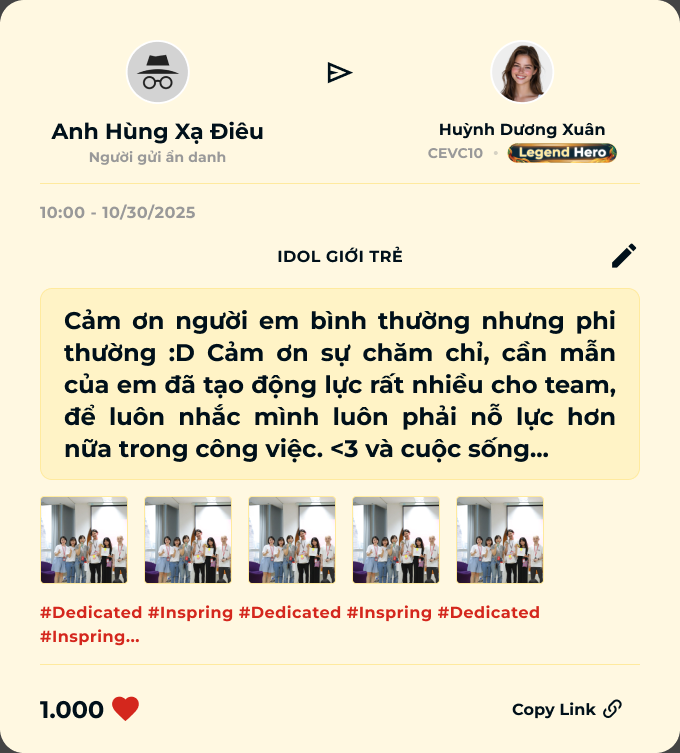 Anh Hùng Xạ Điêu
Người gửi ẩn danh
Huỳnh Dương Xuân
CEVC10 • Legend Hero
10:00 - 10/30/2025
IDOL GIỚI TRẺ
Cảm ơn người em bình thường nhưng phi
thường :D Cảm ơn sự chăm chỉ, cần mẫn
của em đã tạo động lực rất nhiều cho team,
để luôn nhắc mình luôn phải nỗ lực hơn
nữa trong công việc. <3 và cuộc sống...
#Dedicated #Inspring #Dedicated #Inspring #Dedicated
#Inspring...
1.000
Copy Link